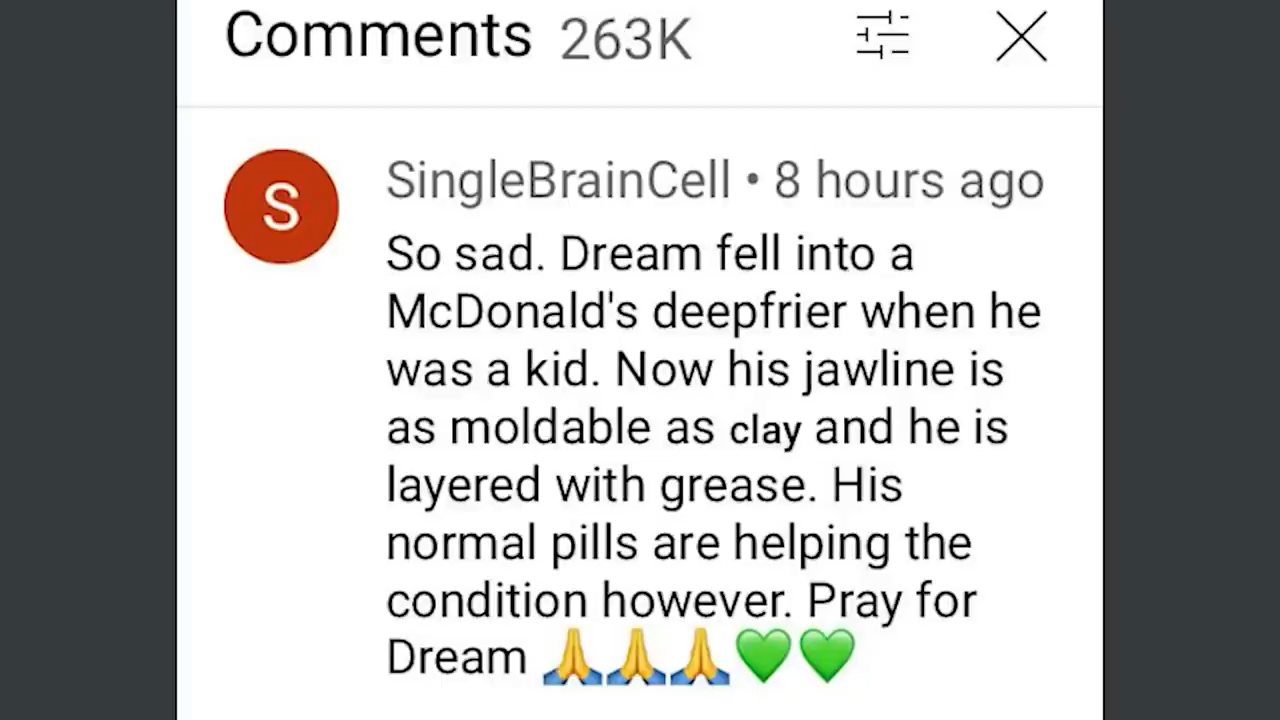 Comments 263K
S
SingleBrainCell • 8 hours ago
So sad. Dream fell into a
McDonald's deepfrier when he
was a kid. Now his jawline is
as moldable as clay and he is
layered with grease. His
normal pills are helping the
condition however. Pray for
Dream 🙏🙏🙏💚💚